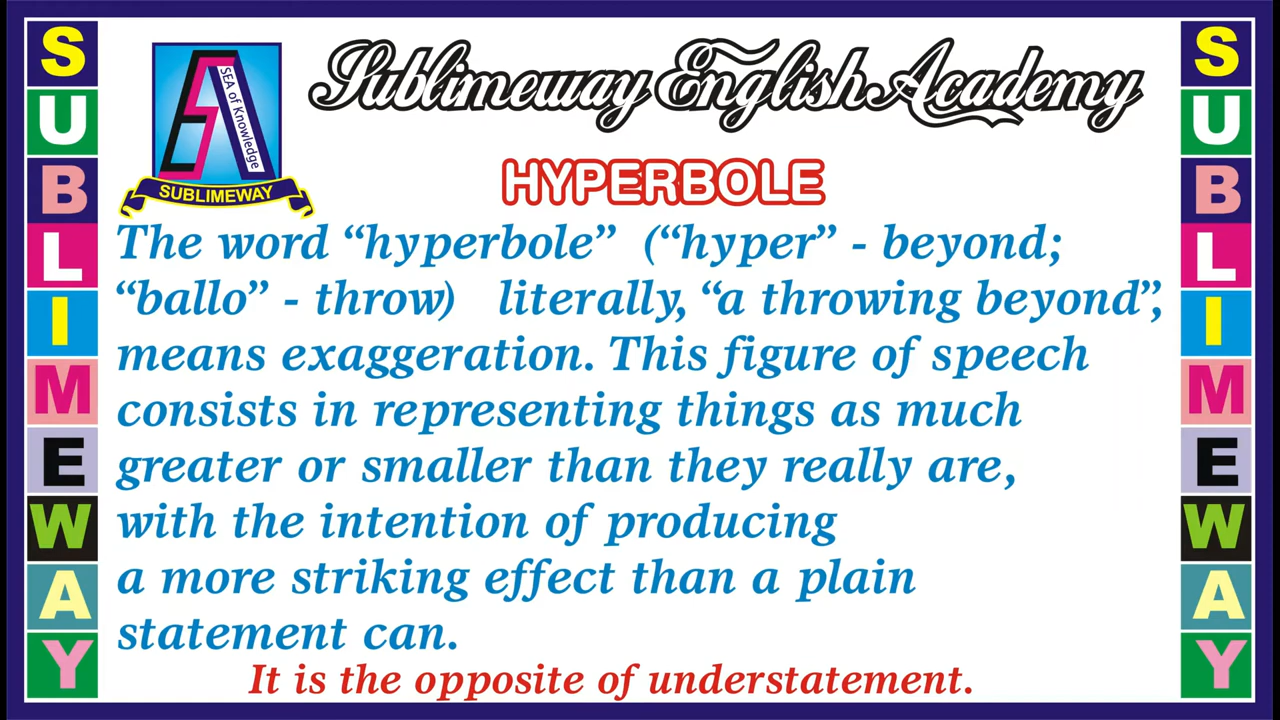 SUBLIMEWAY
SEA of Knowledge
SUBLIMEWAY
Sublimeway English Academy
HYPERBOLE
The word “hyperbole” (“hyper” - beyond;
“ballo” - throw) literally, “a throwing beyond”,
means exaggeration. This figure of speech
consists in representing things as much
greater or smaller than they really are,
with the intention of producing
a more striking effect than a plain
statement can.
It is the opposite of understatement.
SUBLIMEWAY